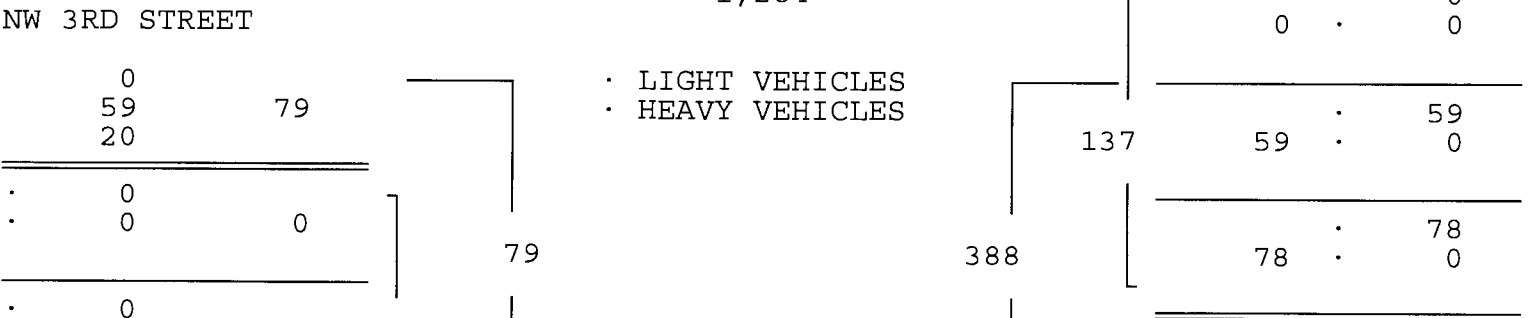 NW 3RD STREET
0 · 0
0
· LIGHT VEHICLES
59 79
· HEAVY VEHICLES
· 59
20
137 59 · 0
· 0
· 0 0
· 78
79
388
78 · 0
· 0